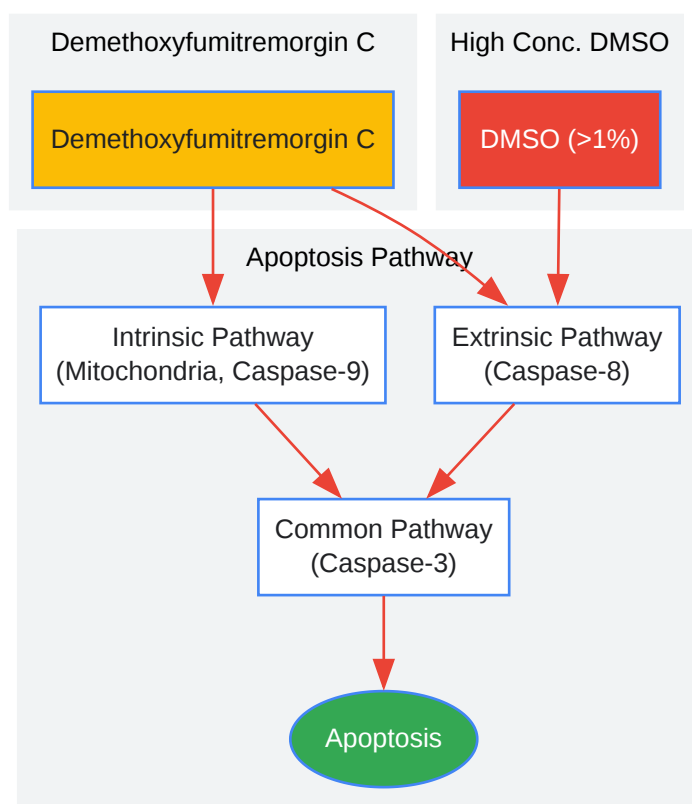 Demethoxyfumitremorgin C
High Conc. DMSO
Demethoxyfumitremorgin C
DMSO (>1%)
Apoptosis Pathway
Intrinsic Pathway
(Mitochondria, Caspase-9)
Extrinsic Pathway
(Caspase-8)
Common Pathway
(Caspase-3)
Apoptosis